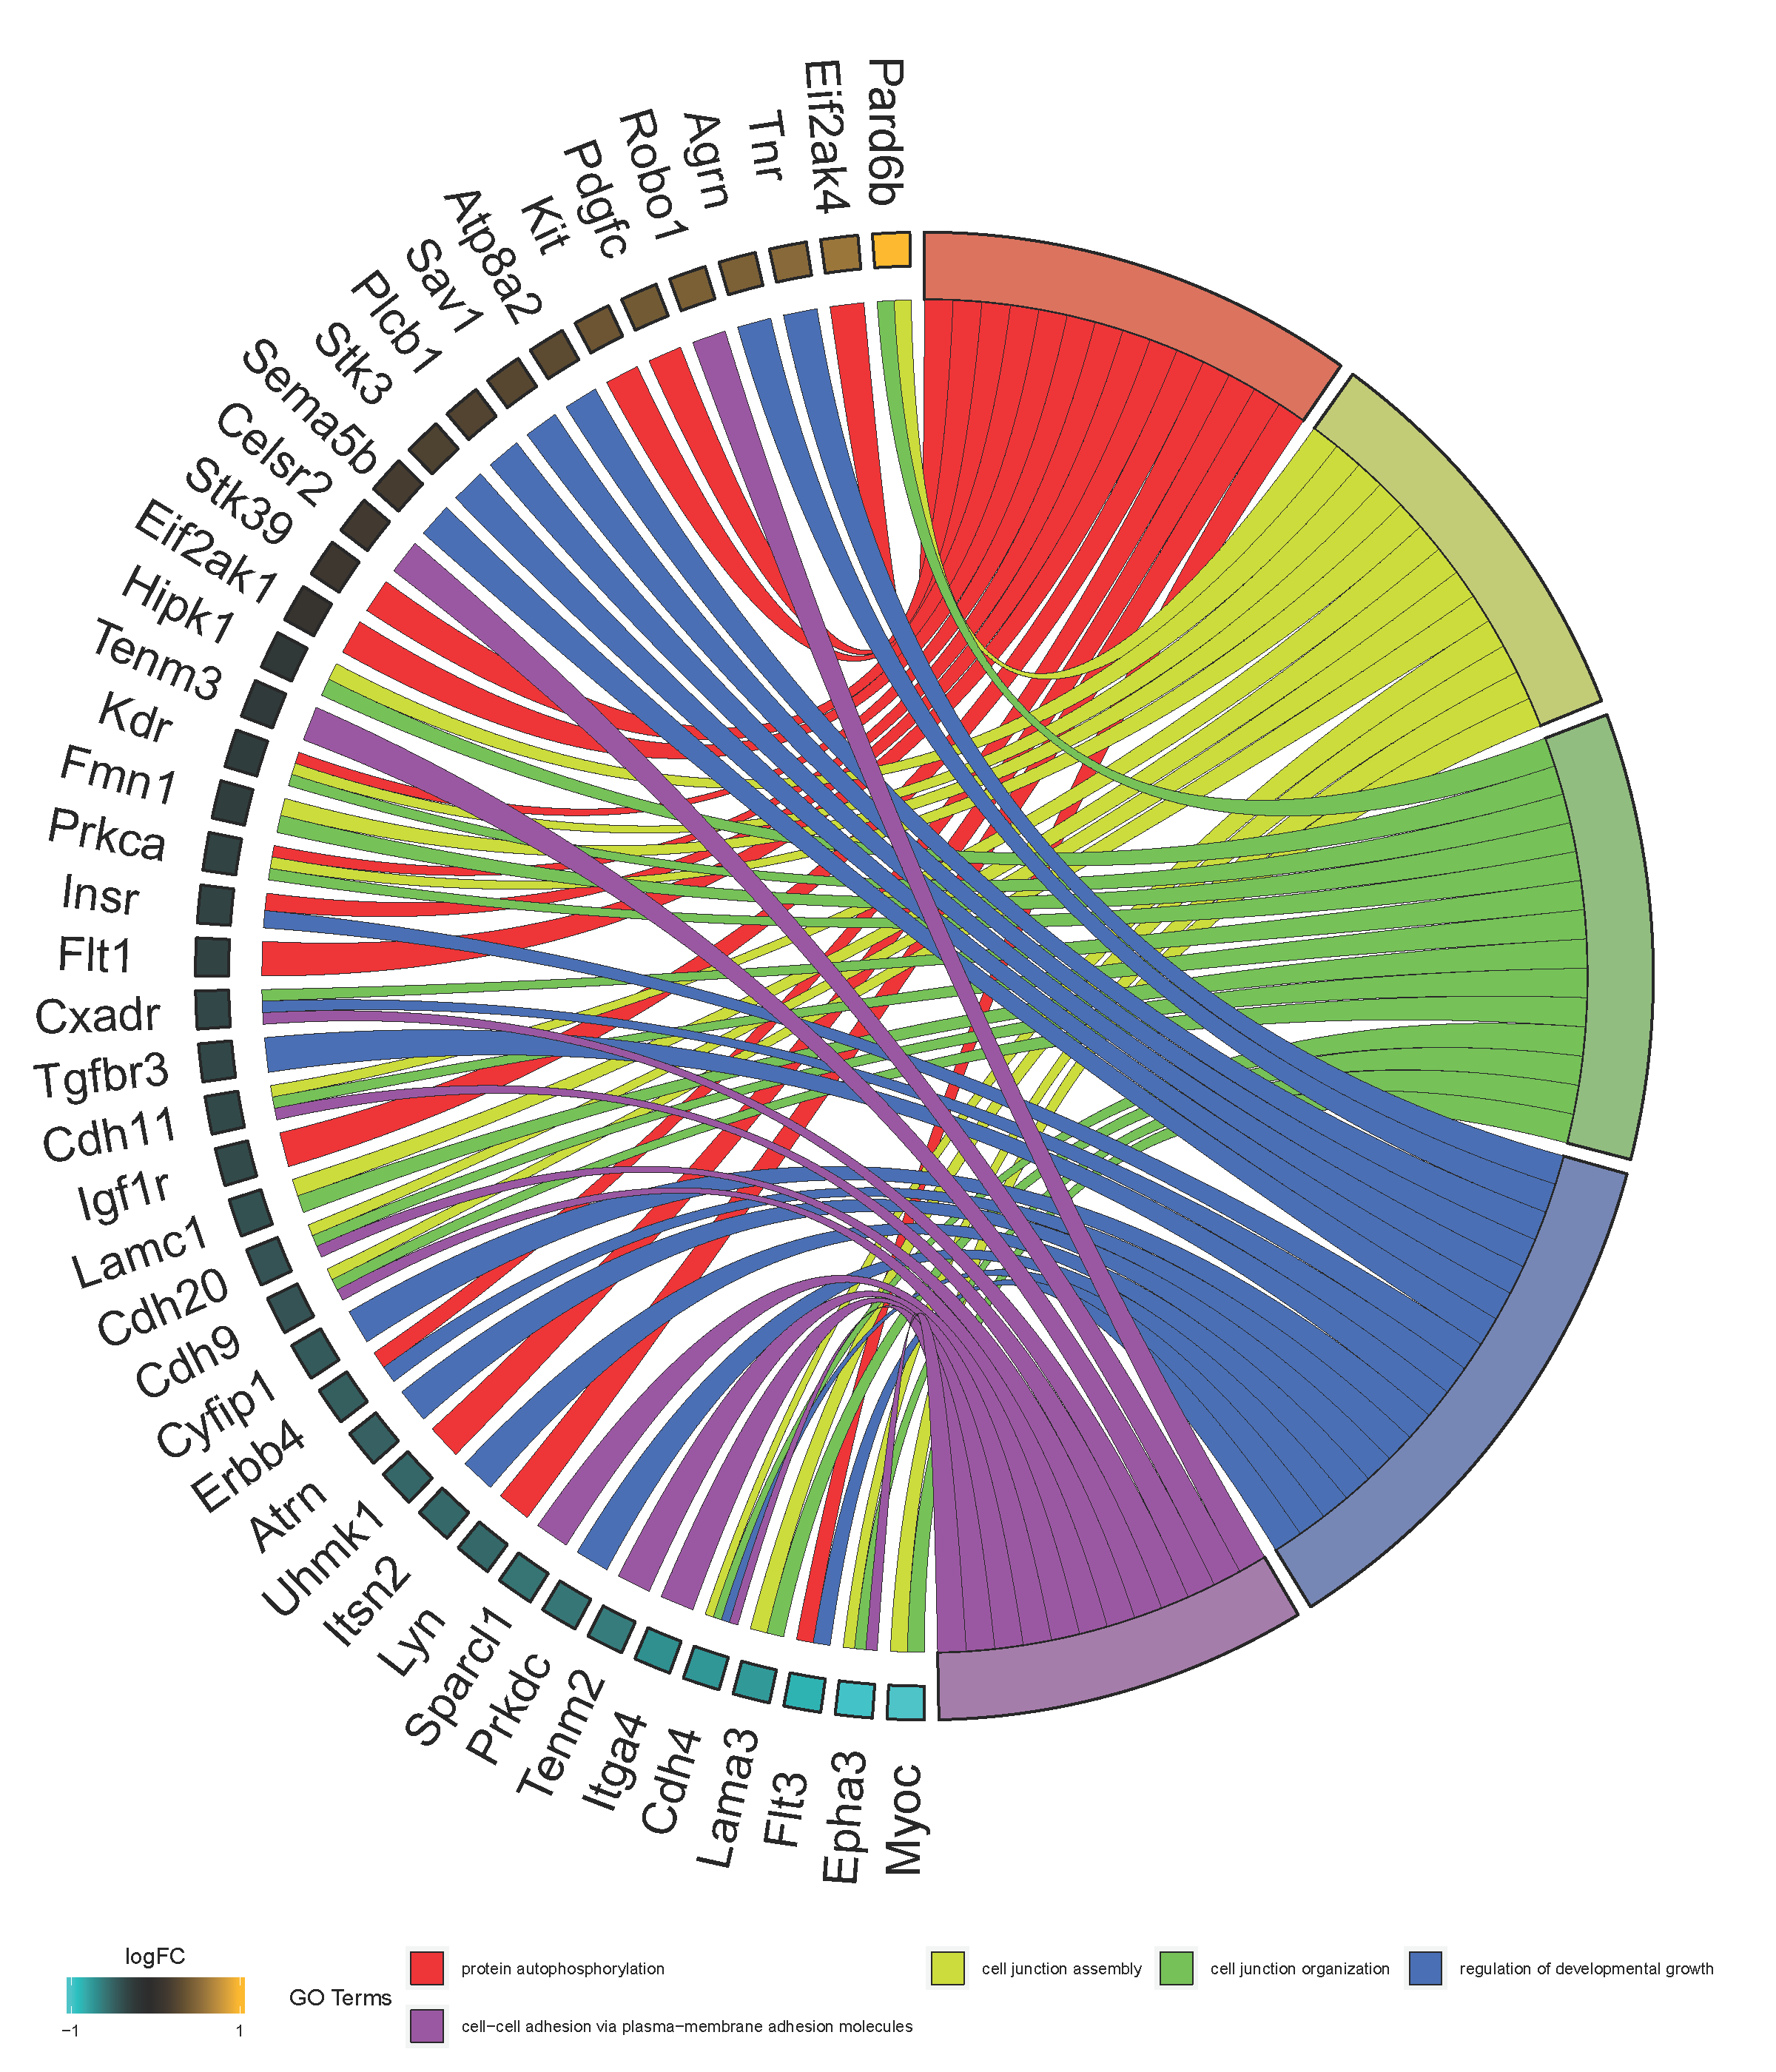 Pard6b
Eif2ak4
Tnr
Agrn
Robo1
Pdgfc
Kit
Atp8a2
Sav1
Plcb1
Stk3
Sema5b
Celsr2
Stk39
Eif2ak1
Hipk1
Tenm3
Kdr
Fmn1
Prkca
Insr
Flt1
Cxadr
Tgfbr3
Cdh11
Igf1r
Lamc1
Cdh20
Cdh9
Cyfip1
Erbb4
Atrn
Uhmk1
Itsn2
Lyn
Sparcl1
Prkdc
Tenm2
Itga4
Cdh4
Lama3
Flt3
Epha3
Myoc
logFC
−1 1
GO Terms
protein autophosphorylation
cell junction assembly
cell junction organization
regulation of developmental growth
cell−cell adhesion via plasma−membrane adhesion molecules